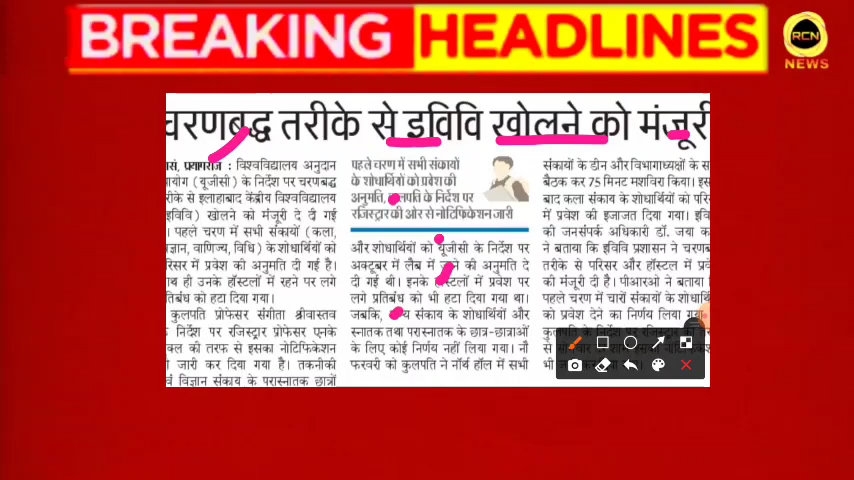 BREAKING HEADLINES
RCN
NEWS
चरणबद्ध तरीके से इविवि खोलने को मंजूरी
ासं, प्रयागराज : विश्वविद्यालय अनुदान
ायोग (यूजीसी) के निर्देश पर चरणबद्ध
रीके से इलाहाबाद केंद्रीय विश्वविद्यालय
इविवि) खोलने को मंजूरी दे दी गई
पहले चरण में सभी संकायों (कला,
ज्ञान, वाणिज्य, विधि) के शोधार्थियों को
रिसर में प्रवेश की अनुमति दी गई है।
ाथ ही उनके हॉस्टलों में रहने पर लगे
तिबंध को हटा दिया गया।
कुलपति प्रोफेसर संगीता श्रीवास्तव
निर्देश पर रजिस्ट्रार प्रोफेसर एनके
क्ल की तरफ से इसका नोटिफिकेशन
जारी कर दिया गया है। तकनीकी
वं विज्ञान संकाय के परास्नातक छात्रों
पहले चरण में सभी संकायों
के शोधार्थियों को प्रवेश की
अनुमति, कुलपति के निर्देश पर
रजिस्ट्रार की ओर से नोटिफिकेशन जारी
और शोधार्थियों को यूजीसी के निर्देश पर
अक्टूबर में लैब में जाने की अनुमति दे
दी गई थी। इनके हॉस्टलों में प्रवेश पर
लगे प्रतिबंध को भी हटा दिया गया था।
जबकि, अन्य संकाय के शोधार्थियों और
स्नातक तथा परास्नातक के छात्र-छात्राओं
के लिए कोई निर्णय नहीं लिया गया। नौ
फरवरी को कुलपति ने नॉर्थ हॉल में सभी
संकायों के डीन और विभागाध्यक्षों के स
बैठक कर 75 मिनट मशविरा किया। इस
बाद कला संकाय के शोधार्थियों को परि
में प्रवेश की इजाजत दिया गया। इवि
की जनसंपर्क अधिकारी डॉ. जया क
ने बताया कि इविवि प्रशासन ने चरणब
तरीके से परिसर और हॉस्टल में प्रवे
की मंजूरी दी है। पीआरओ ने बताया
पहले चरण में चारों संकायों के शोधार्थि
को प्रवेश देने का निर्णय लिया गया
कुलपति के निर्देश पर रजिस्ट्रार की
से
भी